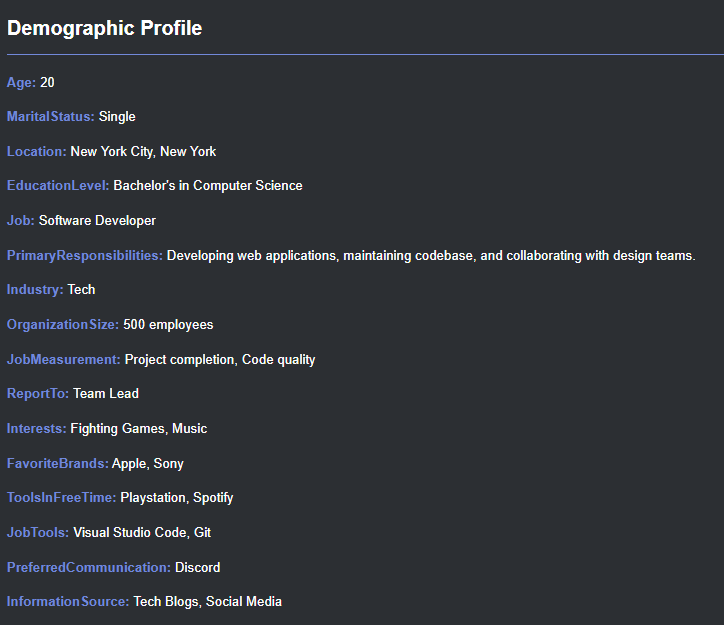 Demographic Profile
Age: 20
MaritalStatus: Single
Location: New York City, New York
EducationLevel: Bachelor's in Computer Science
Job: Software Developer
PrimaryResponsibilities: Developing web applications, maintaining codebase, and collaborating with design teams.
Industry: Tech
OrganizationSize: 500 employees
JobMeasurement: Project completion, Code quality
ReportTo: Team Lead
Interests: Fighting Games, Music
FavoriteBrands: Apple, Sony
ToolsInFreeTime: Playstation, Spotify
JobTools: Visual Studio Code, Git
PreferredCommunication: Discord
InformationSource: Tech Blogs, Social Media